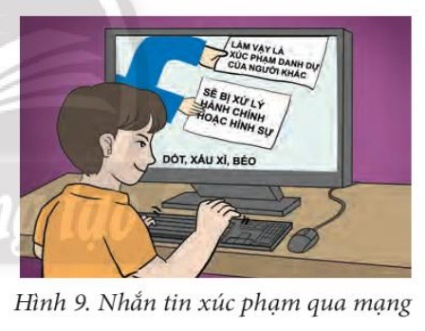 LÀM VẬY LÀ
XÚC PHẠM DANH DỰ
CỦA NGƯỜI KHÁC
SẼ BỊ XỬ LÝ
HÀNH CHÍNH
HOẶC HÌNH SỰ
DỐT, XẤU XÍ, BÉO
Hình 9. Nhắn tin xúc phạm qua mạng